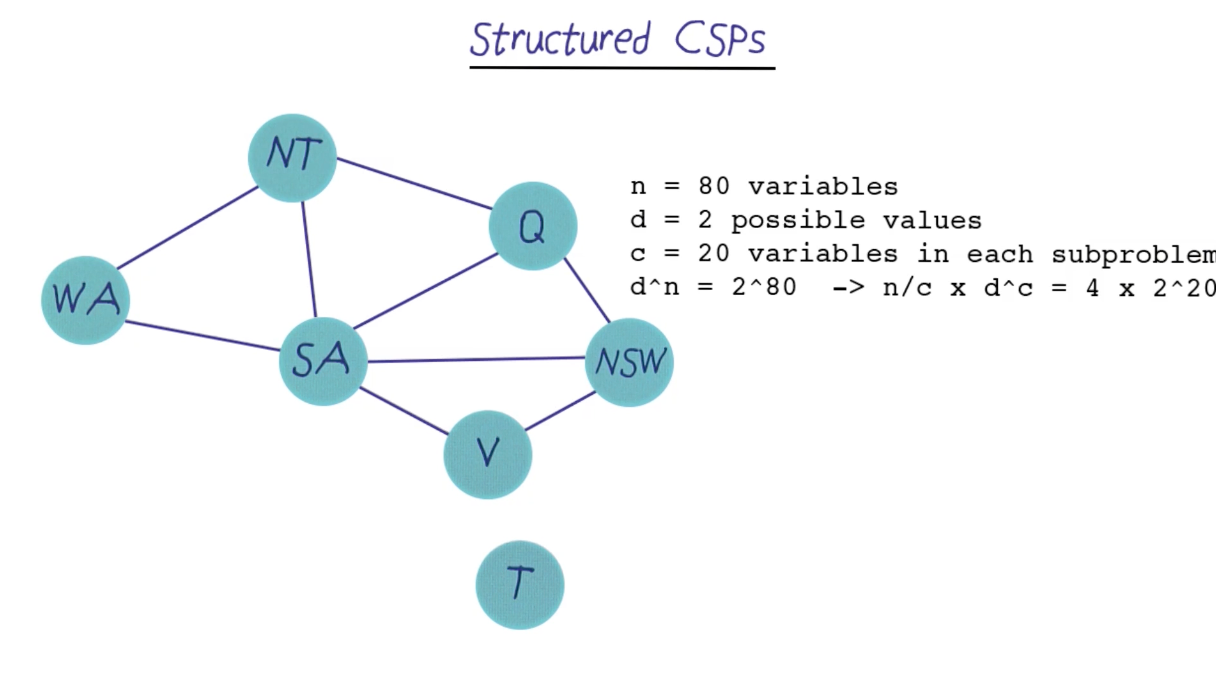 Structured CSPs
NT
Q
WA
SA
NSW
V
T
n = 80 variables
d = 2 possible values
c = 20 variables in each subproblem
d^n = 2^80 -> n/c x d^c = 4 x 2^20